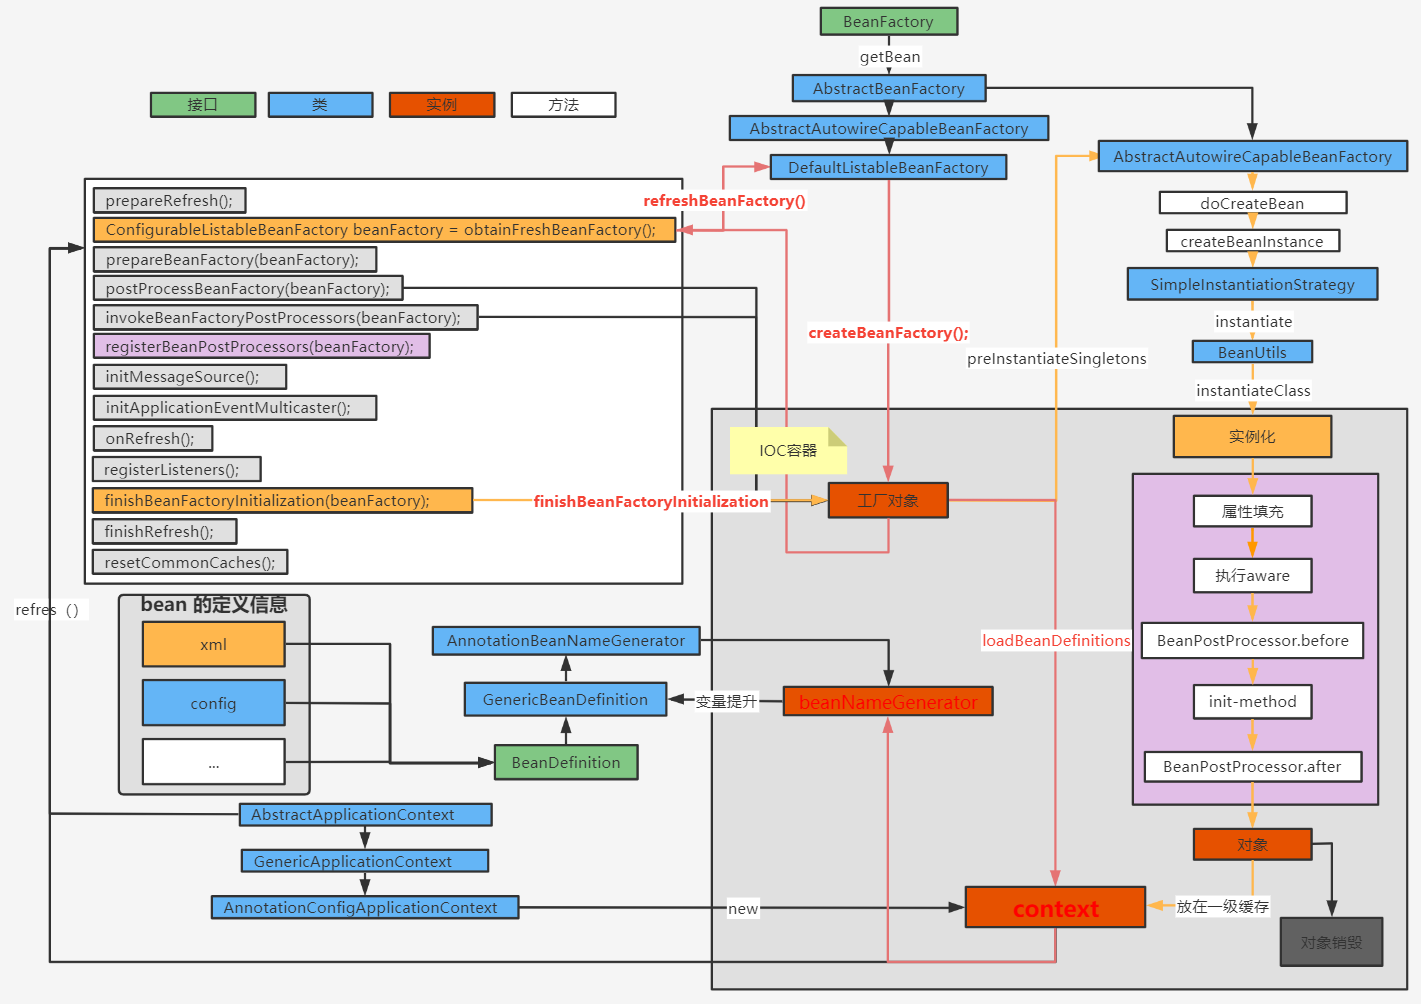 BeanFactory
getBean
AbstractBeanFactory
接口
类
实例
方法
AbstractAutowireCapableBeanFactory
DefaultListableBeanFactory
AbstractAutowireCapableBeanFactory
doCreateBean
createBeanInstance
SimpleInstantiationStrategy
instantiate
BeanUtils
instantiateClass
prepareRefresh();
ConfigurableListableBeanFactory beanFactory = obtainFreshBeanFactory();
prepareBeanFactory(beanFactory);
postProcessBeanFactory(beanFactory);
invokeBeanFactoryPostProcessors(beanFactory);
registerBeanPostProcessors(beanFactory);
initMessageSource();
initApplicationEventMulticaster();
onRefresh();
registerListeners();
finishBeanFactoryInitialization(beanFactory);
finishRefresh();
resetCommonCaches();
refreshBeanFactory()
createBeanFactory();
preInstantiateSingletons
IOC容器
finishBeanFactoryInitialization
工厂对象
实例化
属性填充
执行aware
BeanPostProcessor.before
init-method
BeanPostProcessor.after
对象
对象销毁
放在一级缓存
loadBeanDefinitions
refres（）
bean 的定义信息
xml
config
...
AnnotationBeanNameGenerator
GenericBeanDefinition
变量提升
beanNameGenerator
BeanDefinition
AbstractApplicationContext
GenericApplicationContext
AnnotationConfigApplicationContext
new
context